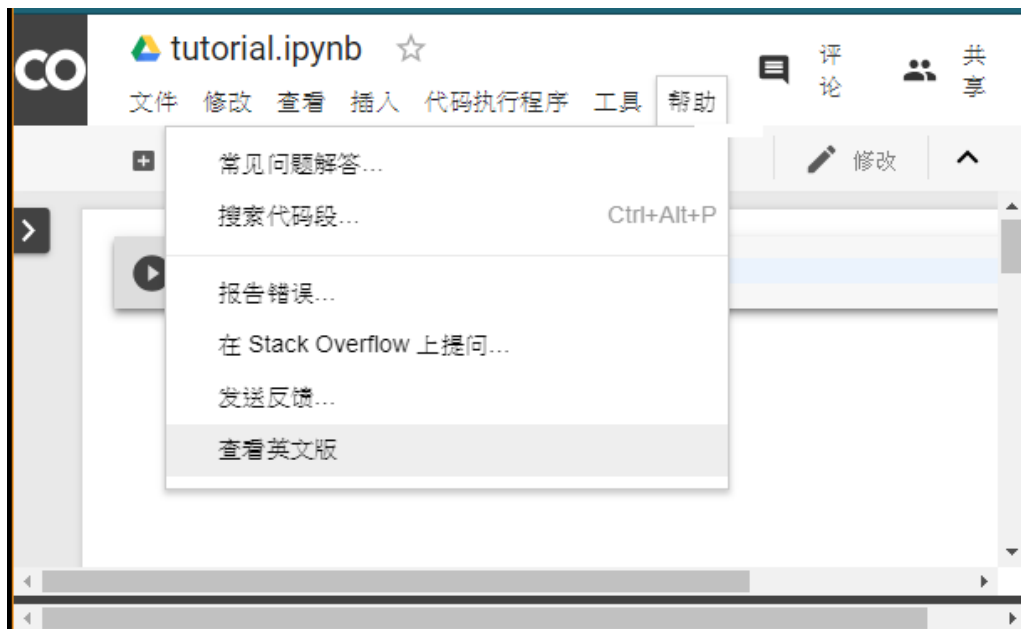 CO
tutorial.ipynb
文件 修改 查看 插入 代码执行程序 工具 帮助
评论
共享
修改
常见问题解答...
搜索代码段... Ctrl+Alt+P
报告错误...
在 Stack Overflow 上提问...
发送反馈...
查看英文版